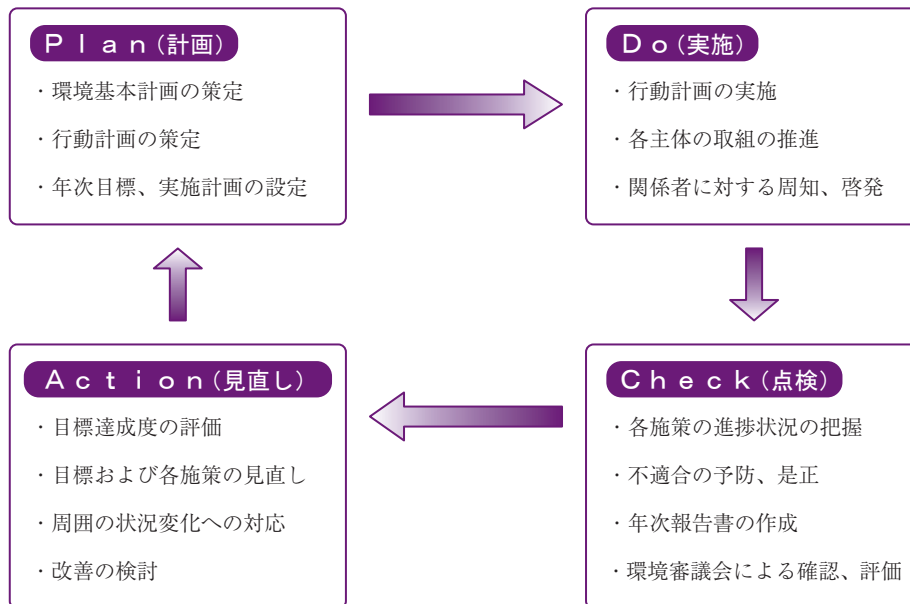 Plan(計画)
・環境基本計画の策定
・行動計画の策定
・年次目標、実施計画の設定
Do(実施)
・行動計画の実施
・各主体の取組の推進
・関係者に対する周知、啓発
Action(見直し)
・目標達成度の評価
・目標および各施策の見直し
・周囲の状況変化への対応
・改善の検討
Check(点検)
・各施策の進捗状況の把握
・不適合の予防、是正
・年次報告書の作成
・環境審議会による確認、評価